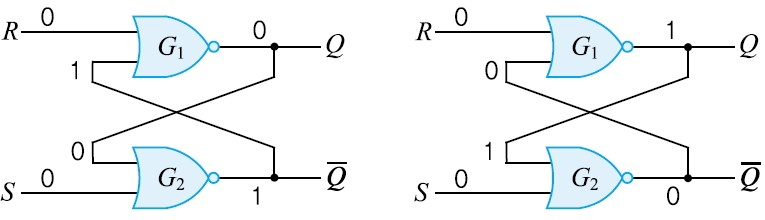 R 0 G₁ 0 Q
1
0
S 0 G₂ 1 Q̅
R 0 G₁ 1 Q
0
1
S 0 G₂ 0 Q̅